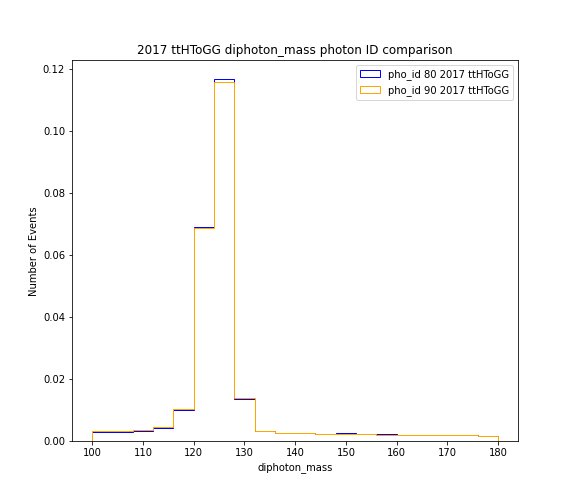 2017 ttHToGG diphoton_mass photon ID comparison
pho_id 80 2017 ttHToGG
pho_id 90 2017 ttHToGG
Number of Events
0.12
0.10
0.08
0.06
0.04
0.02
0.00
100 110 120 130 140 150 160 170 180
diphoton_mass